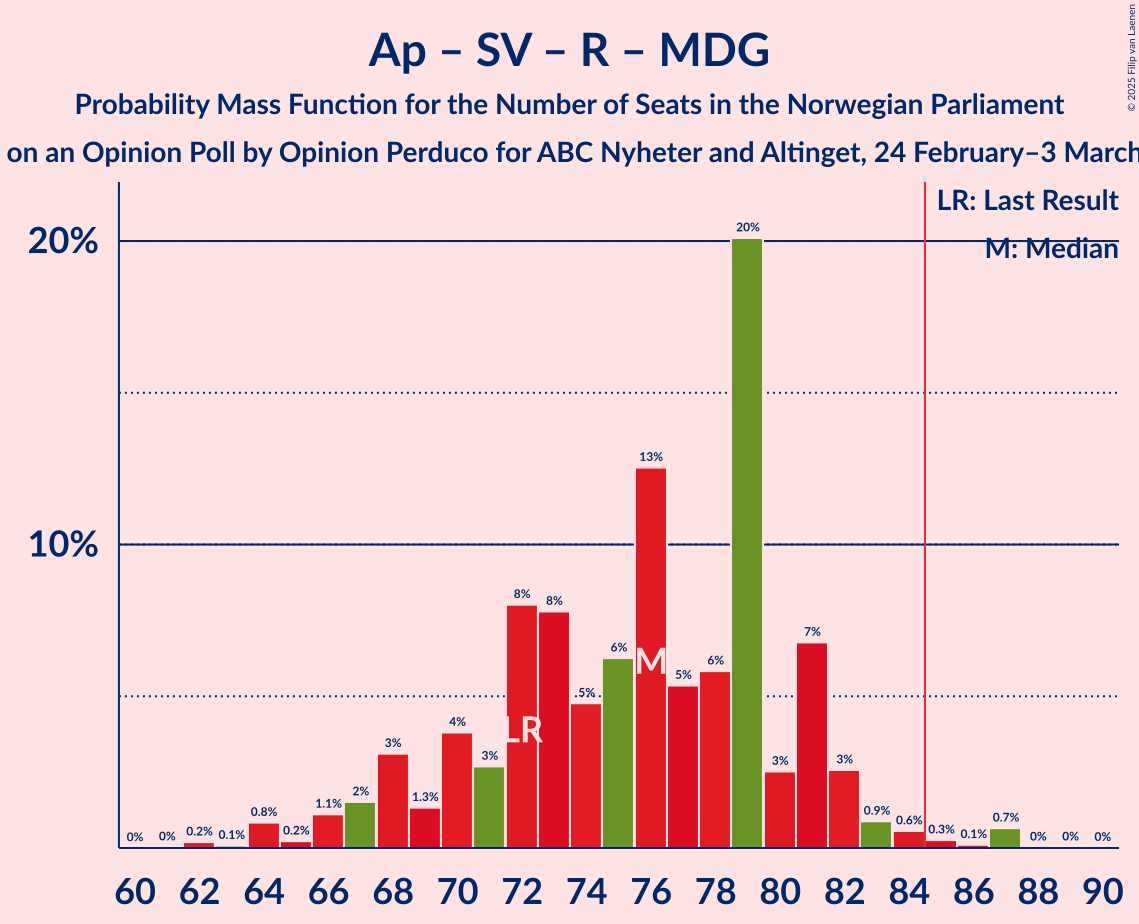 Ap – SV – R – MDG
© 2025 Filip van Laenen
Probability Mass Function for the Number of Seats in the Norwegian Parliament
on an Opinion Poll by Opinion Perduco for ABC Nyheter and Altinget, 24 February–3 March
LR: Last Result
M: Median
20%
10%
0% 0% 0.2% 0.1% 0.8% 0.2% 1.1% 2% 3% 1.3% 4% 3% 8% 8% 5% 6% 13% 5% 6% 20% 3% 7% 3% 0.9% 0.6% 0.3% 0.1% 0.7% 0% 0% 0%
LR M
60 62 64 66 68 70 72 74 76 78 80 82 84 86 88 90